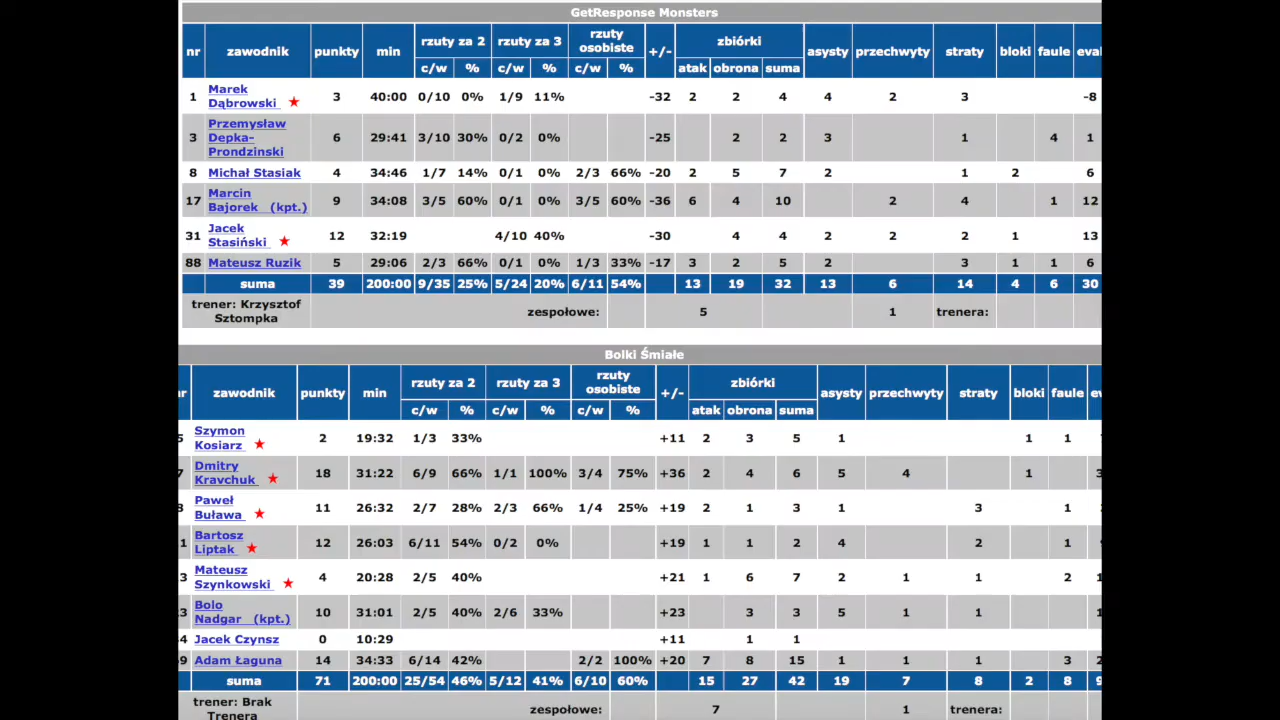 GetResponse Monsters
nr zawodnik punkty min rzuty za 2 rzuty za 3 rzuty osobiste +/- zbiórki asysty przechwyty straty bloki faule eval
c/w % c/w % c/w % atak obrona suma
1 Marek Dąbrowski ★ 3 40:00 0/10 0% 1/9 11% -32 2 2 4 4 2 3 -8
3 Przemysław Depka-Prondzinski 6 29:41 3/10 30% 0/2 0% -25 2 2 3 1 4 1
8 Michał Stasiak 4 34:46 1/7 14% 0/1 0% 2/3 66% -20 2 5 7 2 1 2 6
17 Marcin Bajorek (kpt.) 9 34:08 3/5 60% 0/1 0% 3/5 60% -36 6 4 10 2 4 1 12
31 Jacek Stasiński ★ 12 32:19 4/10 40% -30 4 4 2 2 2 1 13
88 Mateusz Ruzik 5 29:06 2/3 66% 0/1 0% 1/3 33% -17 3 2 5 2 3 1 1 6
suma 39 200:00 9/35 25% 5/24 20% 6/11 54% 13 19 32 13 6 14 4 6 30
trener: Krzysztof Sztompka zespołowe: 5 1 trenera:
Bolki Śmiałe
zawodnik punkty min rzuty za 2 rzuty za 3 rzuty osobiste +/- zbiórki asysty przechwyty straty bloki faule
c/w % c/w % c/w % atak obrona suma
Szymon Kosiarz ★ 2 19:32 1/3 33% +11 2 3 5 1 1 1
Dmitry Kravchuk ★ 18 31:22 6/9 66% 1/1 100% 3/4 75% +36 2 4 6 5 4 1
Paweł Buława ★ 11 26:32 2/7 28% 2/3 66% 1/4 25% +19 2 1 3 1 3 1
Bartosz Liptak ★ 12 26:03 6/11 54% 0/2 0% +19 1 1 2 4 2 1
Mateusz Szynkowski ★ 4 20:28 2/5 40% +21 1 6 7 2 1 1 2
Bolo Nadgar (kpt.) 10 31:01 2/5 40% 2/6 33% +23 3 3 5 1 1
Jacek Czynsz 0 10:29 +11 1 1
Adam Łaguna 14 34:33 6/14 42% 2/2 100% +20 7 8 15 1 1 1 3
suma 71 200:00 25/54 46% 5/12 41% 6/10 60% 15 27 42 19 7 8 2 8
trener: Brak Trenera zespołowe: 7 1 trenera: